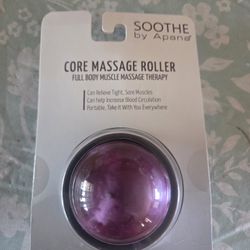 SOOTHE
by Apana®
CORE MASSAGE ROLLER
FULL BODY MUSCLE MASSAGE THERAPY
Can Relieve Tight, Sore Muscles
Can help Increase Blood Circulation
Portable, Take It With You Everywhere